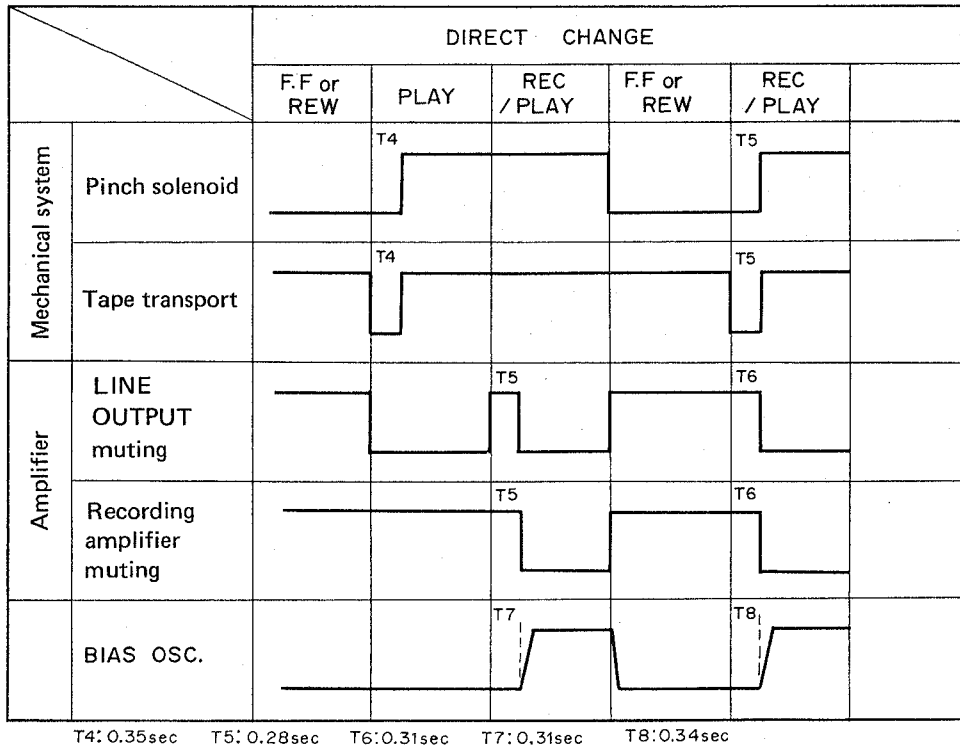 DIRECT CHANGE
F.F or
REW
PLAY
REC
/ PLAY
F.F or
REW
REC
/ PLAY
Mechanical system
Pinch solenoid
T4
T5
Tape transport
T4
T5
Amplifier
LINE
OUTPUT
muting
T5
T6
Recording
amplifier
muting
T5
T6
BIAS OSC.
T7
T8
T4: 0.35sec T5: 0.28sec T6: 0.31sec T7: 0.31sec T8: 0.34sec